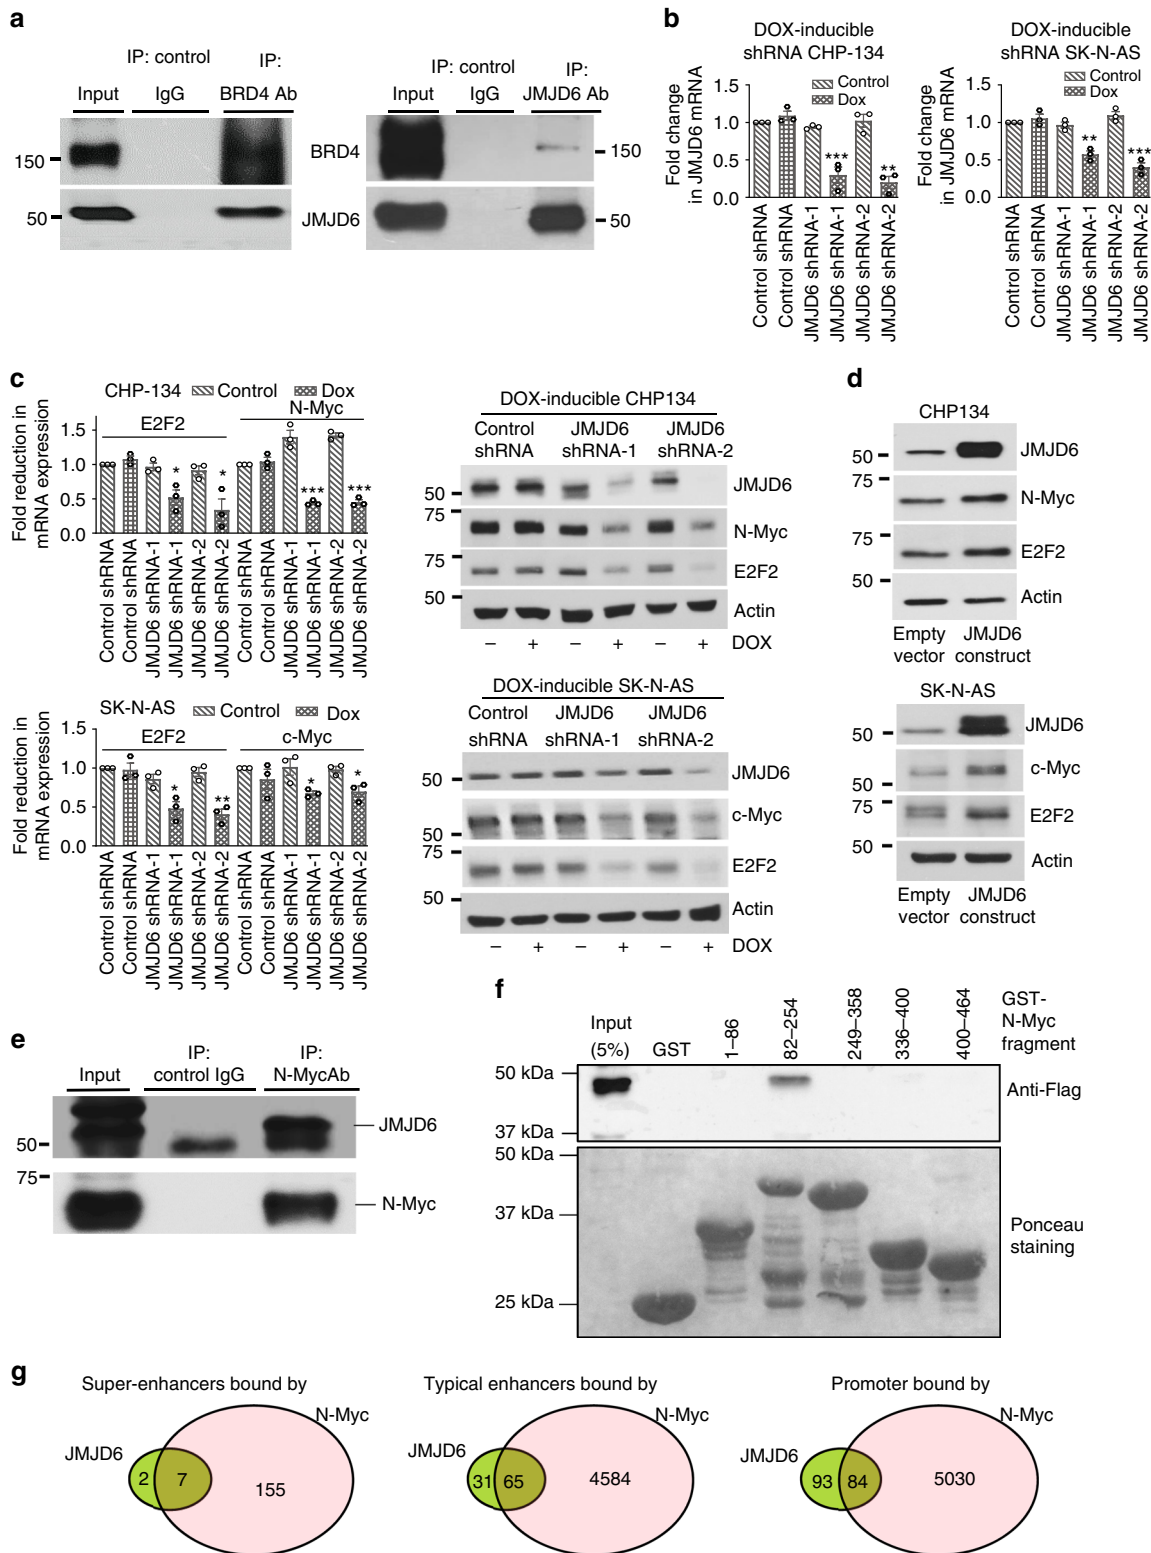 a
IP: control
IP:
Input
IgG
BRD4 Ab
150
50
IP: control
IP:
Input
IgG
JMJD6 Ab
BRD4
150
JMJD6
50
b
DOX-inducible
shRNA CHP-134
Control
Dox
Fold change
in JMJD6 mRNA
1.5
1.0
0.5
0.0
***
**
Control shRNA
Control shRNA
JMJD6 shRNA-1
JMJD6 shRNA-1
JMJD6 shRNA-2
JMJD6 shRNA-2
DOX-inducible
shRNA SK-N-AS
Control
Dox
Fold change
in JMJD6 mRNA
1.5
1.0
0.5
0.0
**
***
Control shRNA
Control shRNA
JMJD6 shRNA-1
JMJD6 shRNA-1
JMJD6 shRNA-2
JMJD6 shRNA-2
c
CHP-134
Control
Dox
E2F2
N-Myc
Fold reduction in
mRNA expression
1.5
1.0
0.5
0.0
*
*
***
***
Control shRNA
Control shRNA
JMJD6 shRNA-1
JMJD6 shRNA-1
JMJD6 shRNA-2
JMJD6 shRNA-2
Control shRNA
Control shRNA
JMJD6 shRNA-1
JMJD6 shRNA-1
JMJD6 shRNA-2
JMJD6 shRNA-2
SK-N-AS
Control
Dox
E2F2
c-Myc
Fold reduction in
mRNA expression
1.5
1.0
0.5
0.0
*
**
*
*
Control shRNA
Control shRNA
JMJD6 shRNA-1
JMJD6 shRNA-1
JMJD6 shRNA-2
JMJD6 shRNA-2
Control shRNA
Control shRNA
JMJD6 shRNA-1
JMJD6 shRNA-1
JMJD6 shRNA-2
JMJD6 shRNA-2
DOX-inducible CHP134
Control JMJD6 JMJD6
shRNA shRNA-1 shRNA-2
50
JMJD6
75
N-Myc
75
E2F2
50
Actin
– + – + – + DOX
DOX-inducible SK-N-AS
Control JMJD6 JMJD6
shRNA shRNA-1 shRNA-2
50
JMJD6
c-Myc
50
75
E2F2
50
Actin
– + – + – + DOX
d
CHP134
50
JMJD6
75
N-Myc
75
E2F2
50
Actin
Empty JMJD6
vector construct
SK-N-AS
50
JMJD6
c-Myc
50
75
E2F2
50
Actin
Empty JMJD6
vector construct
e
Input
IP:
control IgG
IP:
N-MycAb
JMJD6
50
75
N-Myc
f
Input
(5%)
GST
1–86
82–254
249–358
336–400
400–464
GST-
N-Myc
fragment
50 kDa
37 kDa
Anti-Flag
50 kDa
37 kDa
25 kDa
Ponceau
staining
g
Super-enhancers bound by
N-Myc
JMJD6
2
7
155
Typical enhancers bound by
N-Myc
JMJD6
31
65
4584
Promoter bound by
N-Myc
JMJD6
93
84
5030